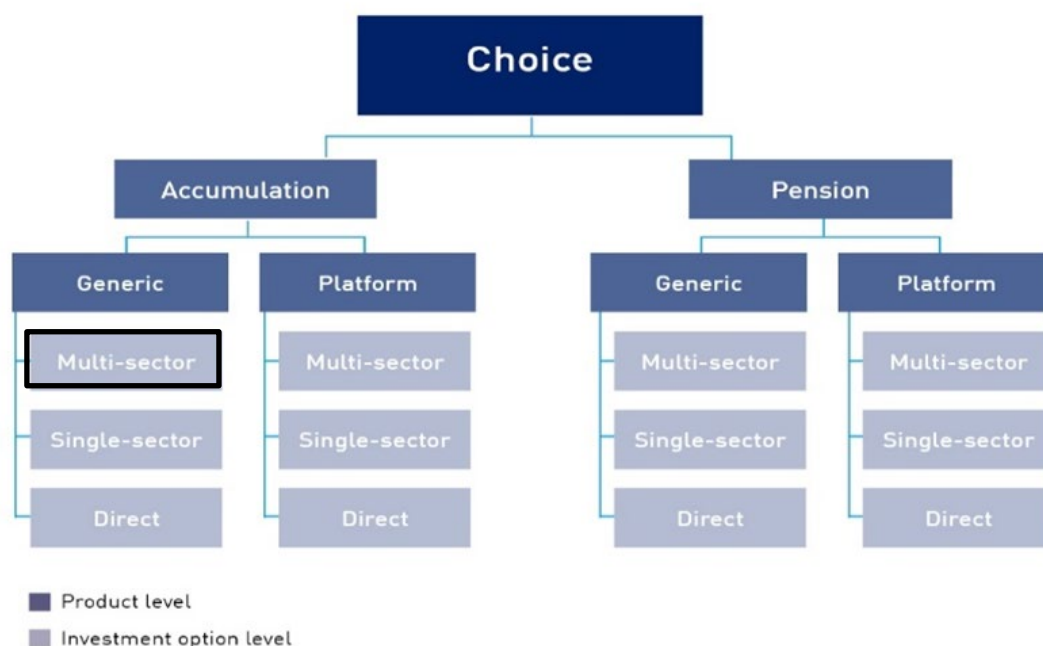 Choice
Accumulation
Pension
Generic
Platform
Generic
Platform
Multi-sector
Multi-sector
Multi-sector
Multi-sector
Single-sector
Single-sector
Single-sector
Single-sector
Direct
Direct
Direct
Direct
Product level
Investment option level